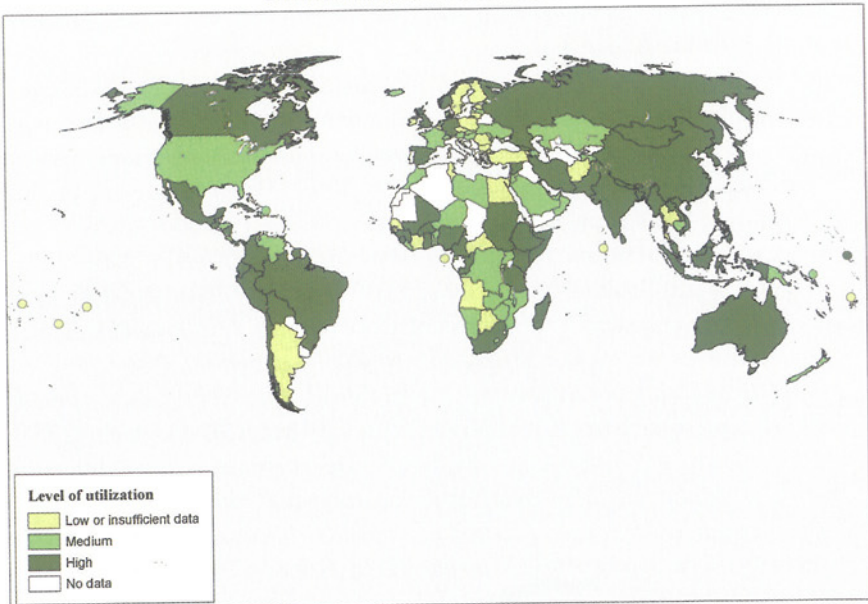 Level of utilization
Low or insufficient data
Medium
High
No data